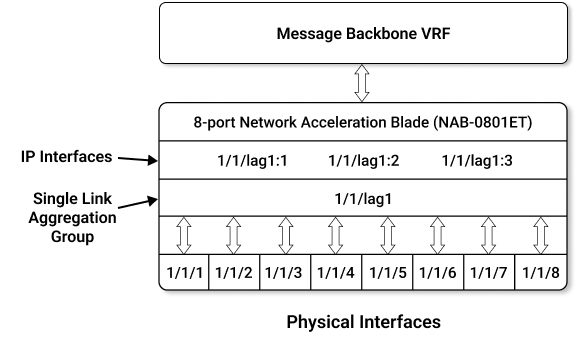 Message Backbone VRF
8-port Network Acceleration Blade (NAB-0801ET)
IP Interfaces
1/1/lag1:1 1/1/lag1:2 1/1/lag1:3
Single Link
Aggregation
Group
1/1/lag1
1/1/1 1/1/2 1/1/3 1/1/4 1/1/5 1/1/6 1/1/7 1/1/8
Physical Interfaces